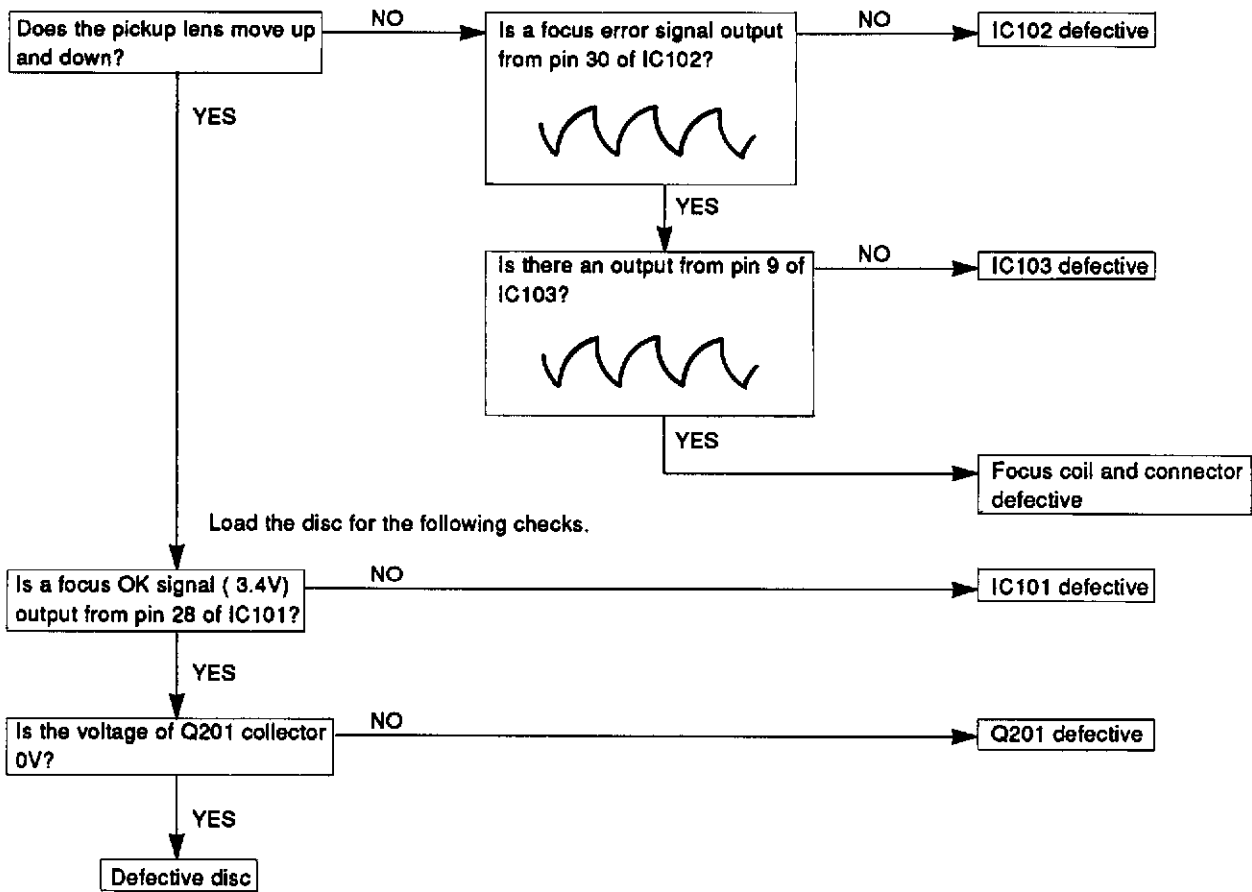 Does the pickup lens move up
and down?
NO
Is a focus error signal output
from pin 30 of IC102?
NO
IC102 defective
YES
YES
Is there an output from pin 9 of
IC103?
NO
IC103 defective
YES
Focus coil and connector
defective
Load the disc for the following checks.
Is a focus OK signal ( 3.4V)
output from pin 28 of IC101?
NO
IC101 defective
YES
Is the voltage of Q201 collector
0V?
NO
Q201 defective
YES
Defective disc